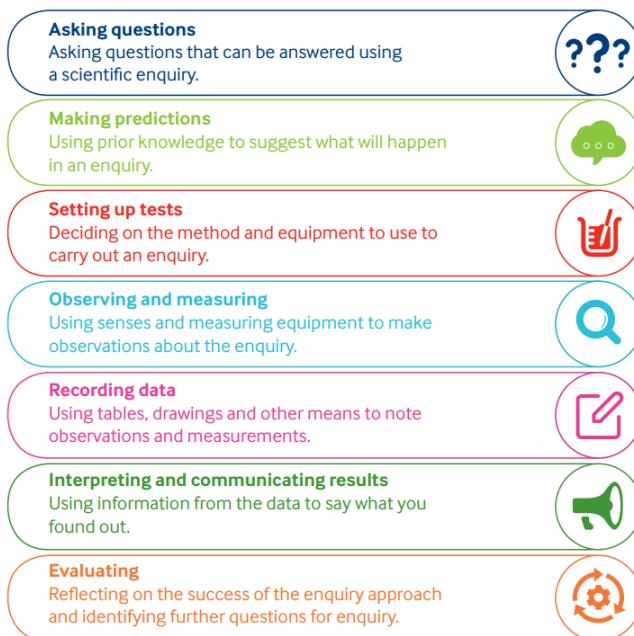 Asking questions
Asking questions that can be answered using
a scientific enquiry.
???
Making predictions
Using prior knowledge to suggest what will happen
in an enquiry.
Setting up tests
Deciding on the method and equipment to use to
carry out an enquiry.
Observing and measuring
Using senses and measuring equipment to make
observations about the enquiry.
Recording data
Using tables, drawings and other means to note
observations and measurements.
Interpreting and communicating results
Using information from the data to say what you
found out.
Evaluating
Reflecting on the success of the enquiry approach
and identifying further questions for enquiry.